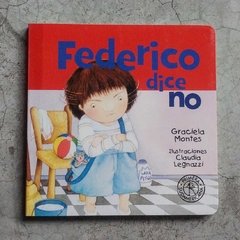 Federico
dice
no
Graciela
Montes
Ilustraciones
Claudia
Legnazzi